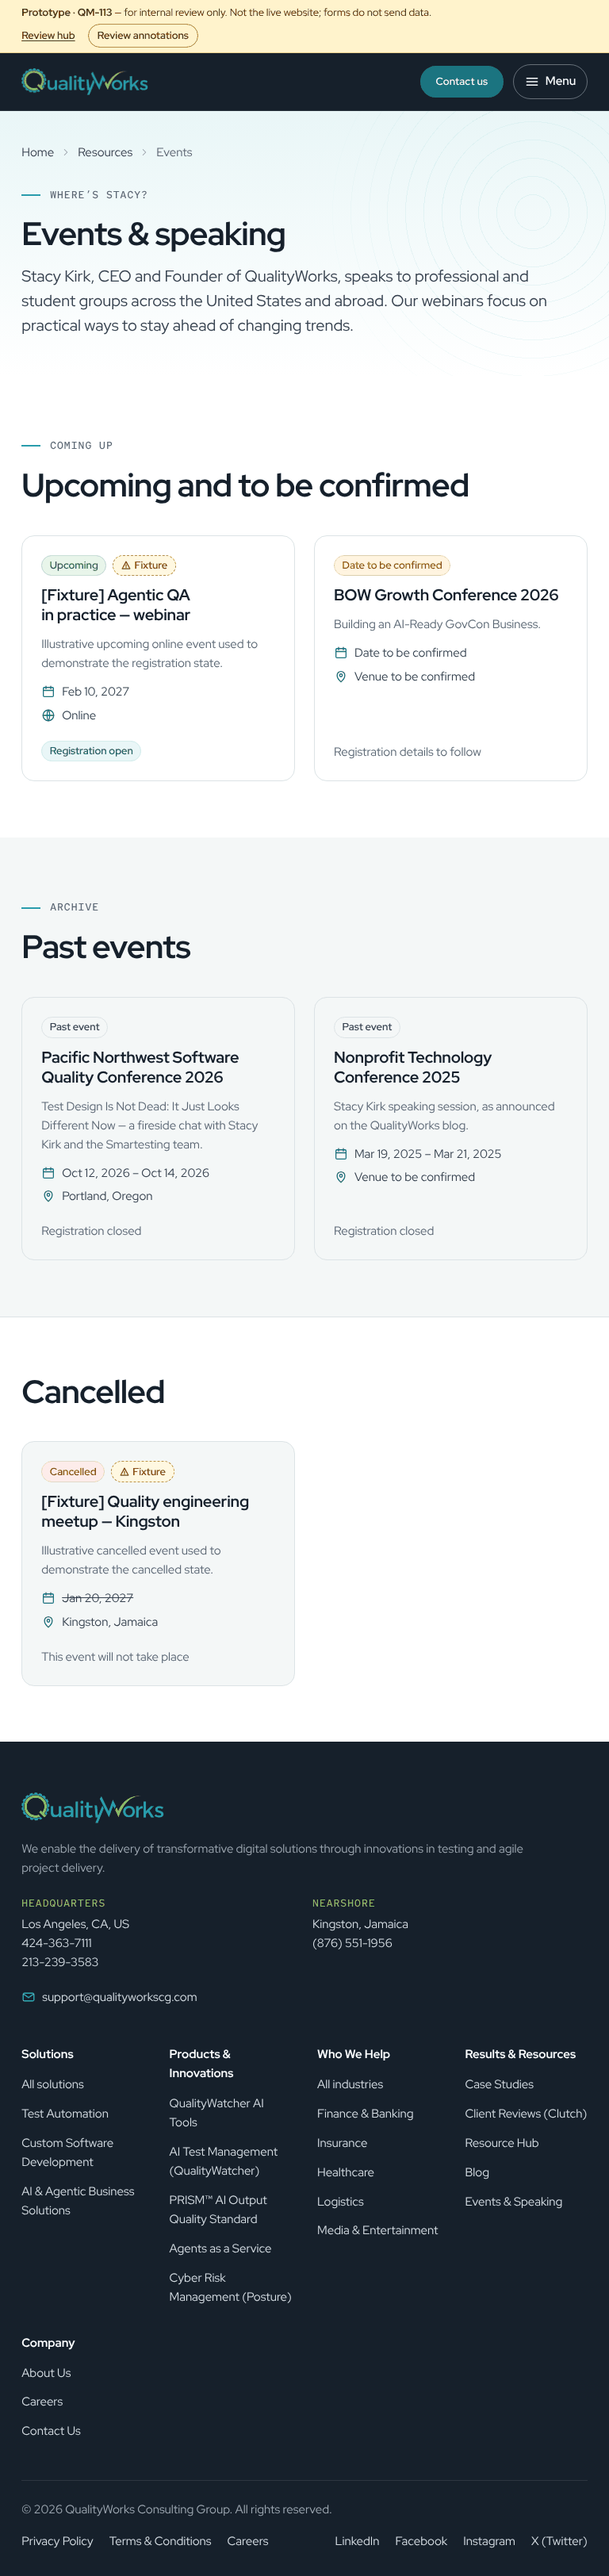 Prototype · QM-113 — for internal review only. Not the live website; forms do not send data.
Review hub
Review annotations
QualityWorks
Contact us
Menu
Home
Resources
Events
WHERE'S STACY?
Events & speaking
Stacy Kirk, CEO and Founder of QualityWorks, speaks to professional and
student groups across the United States and abroad. Our webinars focus on
practical ways to stay ahead of changing trends.
COMING UP
Upcoming and to be confirmed
Upcoming
Fixture
[Fixture] Agentic QA
in practice — webinar
Illustrative upcoming online event used to
demonstrate the registration state.
Feb 10, 2027
Online
Registration open
Date to be confirmed
BOW Growth Conference 2026
Building an AI-Ready GovCon Business.
Date to be confirmed
Venue to be confirmed
Registration details to follow
ARCHIVE
Past events
Past event
Pacific Northwest Software
Quality Conference 2026
Test Design Is Not Dead: It Just Looks
Different Now — a fireside chat with Stacy
Kirk and the Smartesting team.
Oct 12, 2026 – Oct 14, 2026
Portland, Oregon
Registration closed
Past event
Nonprofit Technology
Conference 2025
Stacy Kirk speaking session, as announced
on the QualityWorks blog.
Mar 19, 2025 – Mar 21, 2025
Venue to be confirmed
Registration closed
Cancelled
Cancelled
Fixture
[Fixture] Quality engineering
meetup — Kingston
Illustrative cancelled event used to
demonstrate the cancelled state.
Jan 20, 2027
Kingston, Jamaica
This event will not take place
QualityWorks
We enable the delivery of transformative digital solutions through innovations in testing and agile
project delivery.
HEADQUARTERS
Los Angeles, CA, US
424-363-7111
213-239-3583
NEARSHORE
Kingston, Jamaica
(876) 551-1956
support@qualityworkscg.com
Solutions
All solutions
Test Automation
Custom Software
Development
AI & Agentic Business
Solutions
Products &
Innovations
QualityWatcher AI
Tools
AI Test Management
(QualityWatcher)
PRISM™ AI Output
Quality Standard
Agents as a Service
Cyber Risk
Management (Posture)
Who We Help
All industries
Finance & Banking
Insurance
Healthcare
Logistics
Media & Entertainment
Results & Resources
Case Studies
Client Reviews (Clutch)
Resource Hub
Blog
Events & Speaking
Company
About Us
Careers
Contact Us
© 2026 QualityWorks Consulting Group. All rights reserved.
Privacy Policy
Terms & Conditions
Careers
LinkedIn
Facebook
Instagram
X (Twitter)